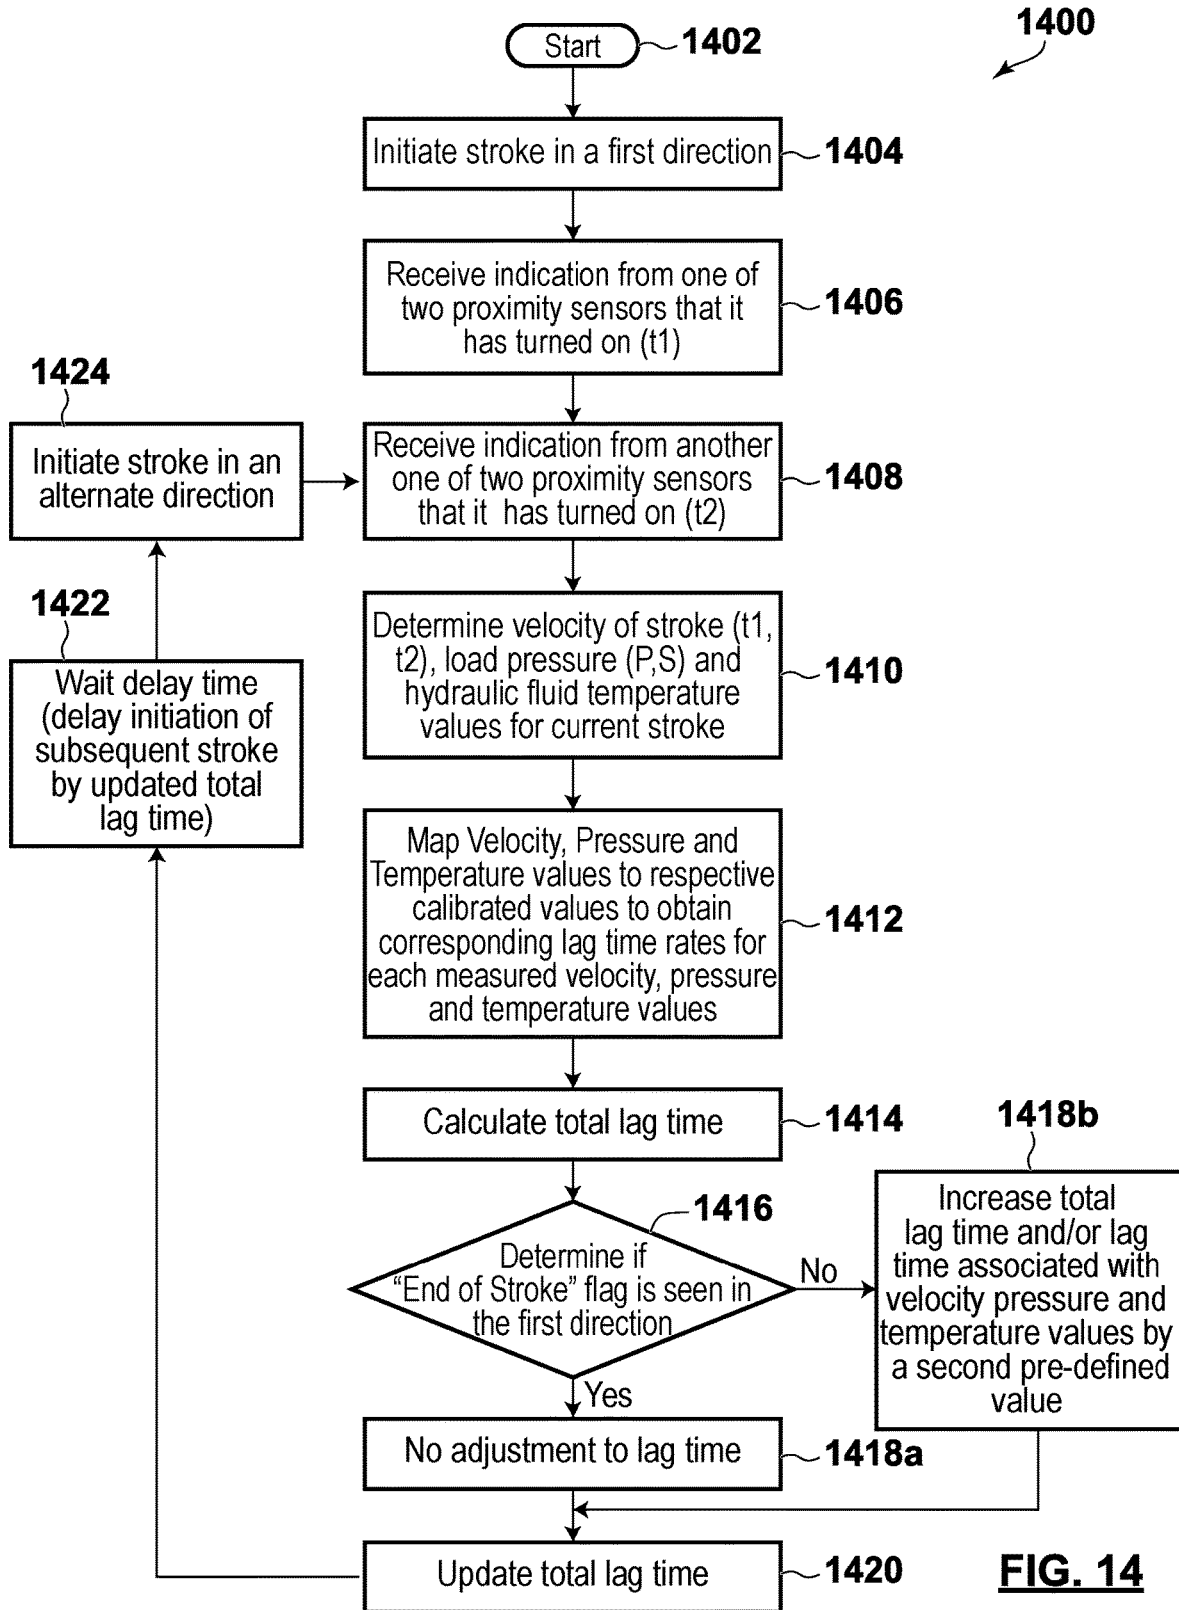 1400
Start
1402
Initiate stroke in a first direction
1404
Receive indication from one of
two proximity sensors that it
has turned on (t1)
1406
1424
Initiate stroke in an
alternate direction
Receive indication from another
one of two proximity sensors
that it has turned on (t2)
1408
1422
Wait delay time
(delay initiation of
subsequent stroke
by updated total
lag time)
Determine velocity of stroke (t1,
t2), load pressure (P,S) and
hydraulic fluid temperature
values for current stroke
1410
Map Velocity, Pressure and
Temperature values to respective
calibrated values to obtain
corresponding lag time rates for
each measured velocity, pressure
and temperature values
1412
Calculate total lag time
1414
1416
Determine if
“End of Stroke” flag is seen in
the first direction
No
Yes
1418b
Increase total
lag time and/or lag
time associated with
velocity pressure and
temperature values by
a second pre-defined
value
No adjustment to lag time
1418a
Update total lag time
1420
FIG. 14